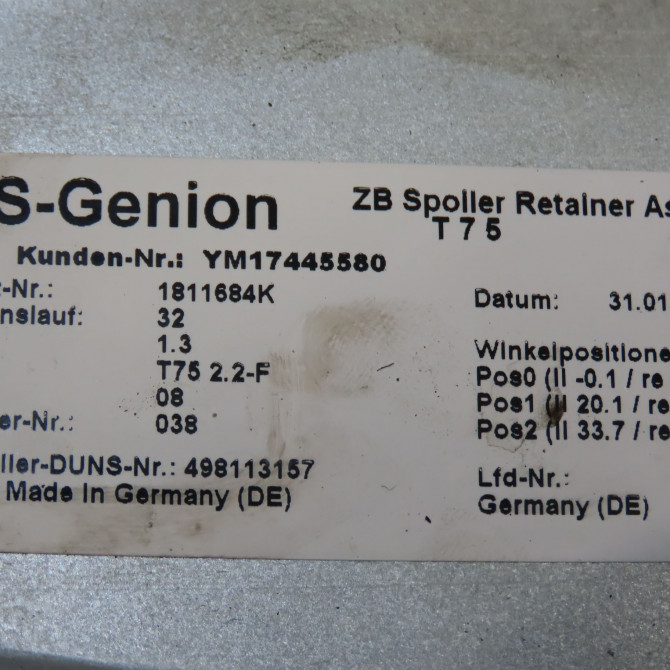 S-Genion
ZB Spoiler Retainer As
T 7 5
Kunden-Nr.: YM17445580
-Nr.: 1811684K
Datum: 31.01
nslauf: 32
1.3
Winkelpositione
T75 2.2-F
Pos0 (li -0.1 / re
08
Pos1 (li 20.1 / re
er-Nr.: 038
Pos2 (li 33.7 / re
ller-DUNS-Nr.: 498113157
Lfd-Nr.:
Made in Germany (DE)
Germany (DE)